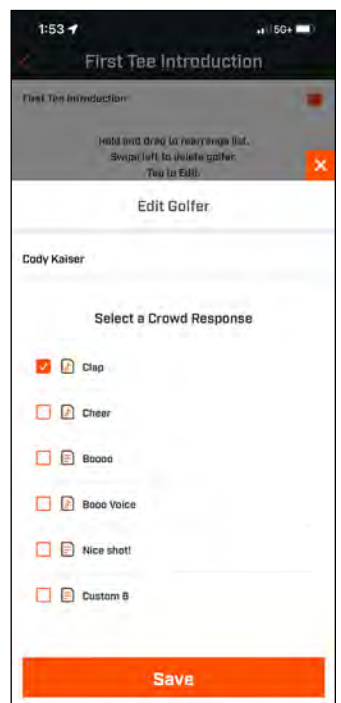 1:53
5G+
First Tee Introduction
First Tee Introduction
Hold and drag to rearrange list.
Swipe left to delete golfer.
Tap to Edit.
Edit Golfer
Cody Kaiser
Select a Crowd Response
Clap
Cheer
Boooo
Booo Voice
Nice shot!
Custom 8
Save